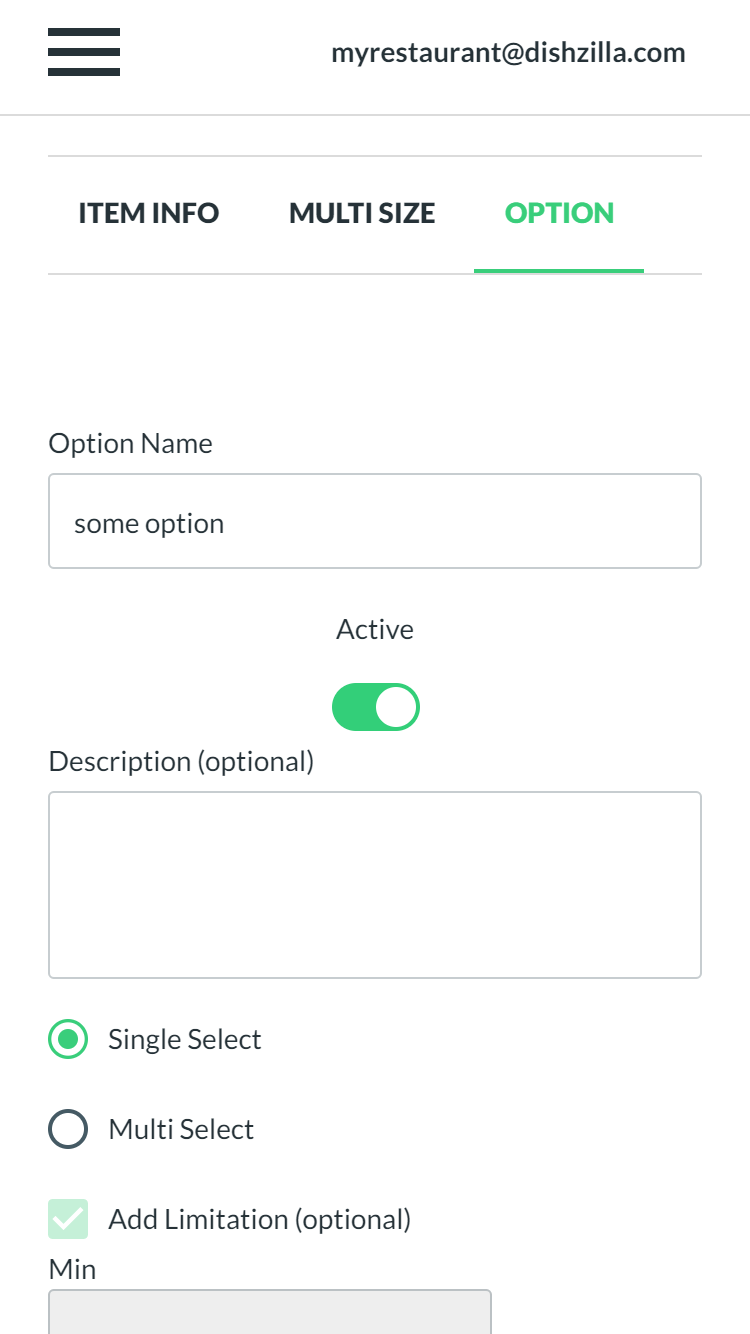 myrestaurant@dishzilla.com
ITEM INFO MULTI SIZE OPTION
Option Name
some option
Active
Description (optional)
Single Select
Multi Select
Add Limitation (optional)
Min